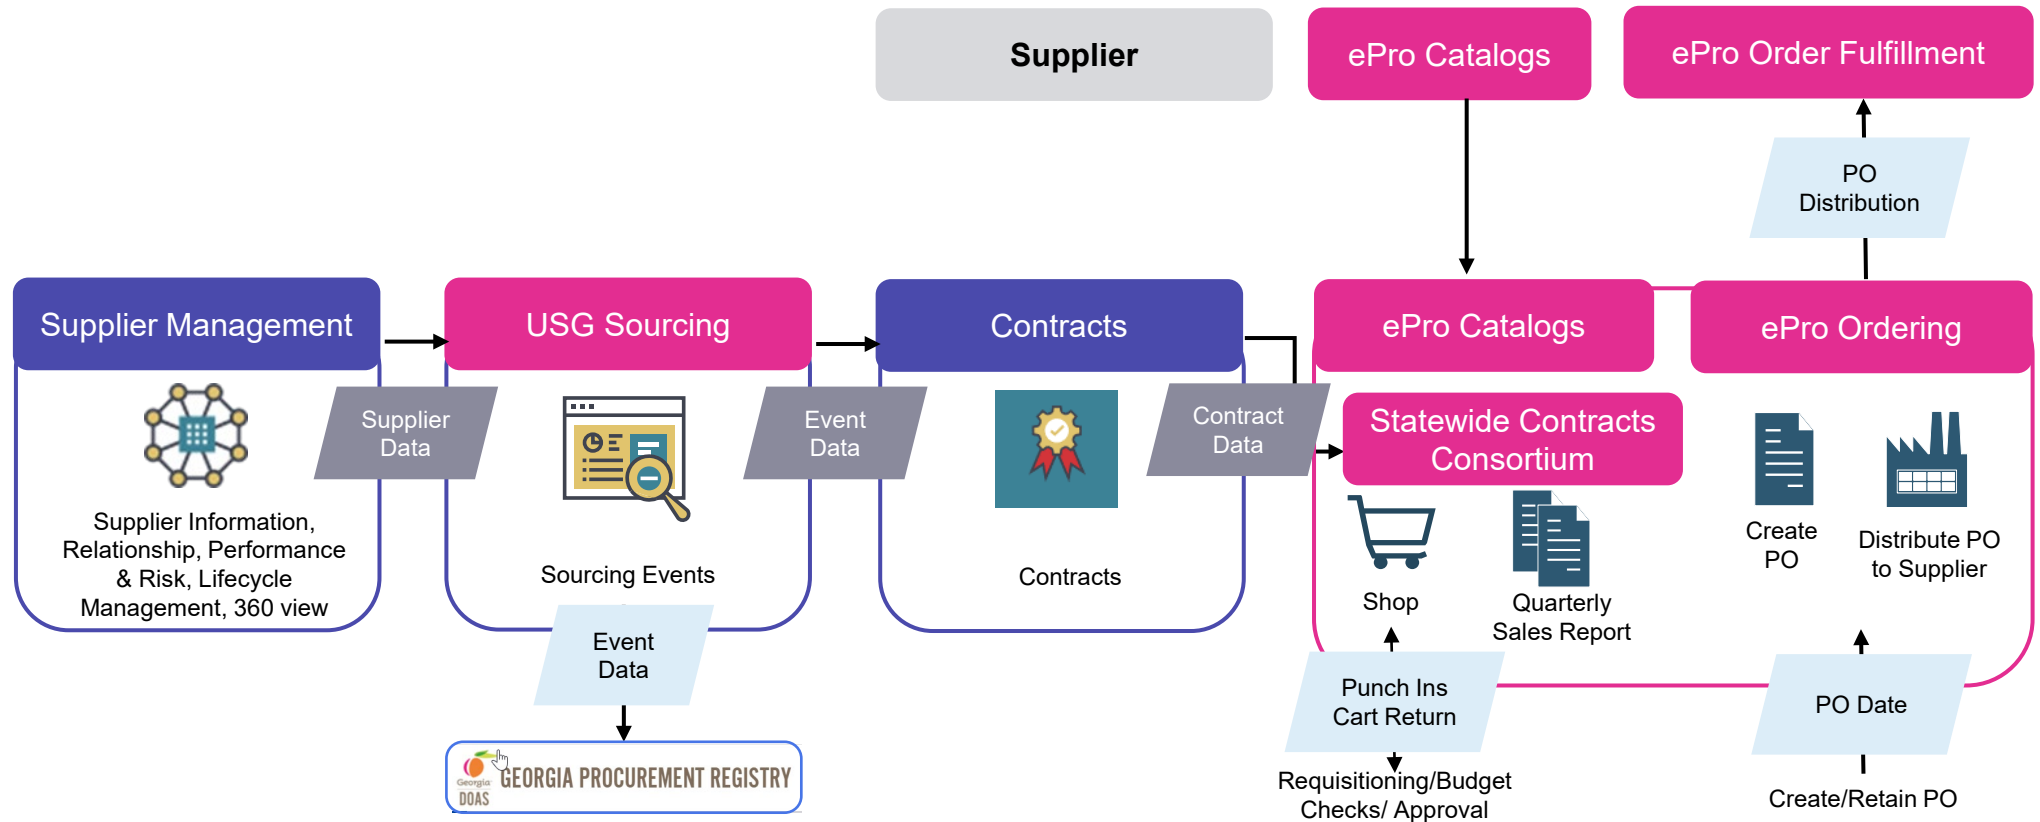 Supplier
ePro Catalogs
ePro Order Fulfillment
PO
Distribution
Supplier Management
USG Sourcing
Contracts
ePro Catalogs
ePro Ordering
Supplier
Data
Event
Data
Contract
Data
Statewide Contracts
Consortium
Supplier Information,
Relationship, Performance
& Risk, Lifecycle
Management, 360 view
Sourcing Events
Contracts
Shop
Quarterly
Sales Report
Create
PO
Distribute PO
to Supplier
Event
Data
Punch Ins
Cart Return
PO Date
Georgia
DOAS
GEORGIA PROCUREMENT REGISTRY
Requisitioning/Budget
Checks/ Approval
Create/Retain PO